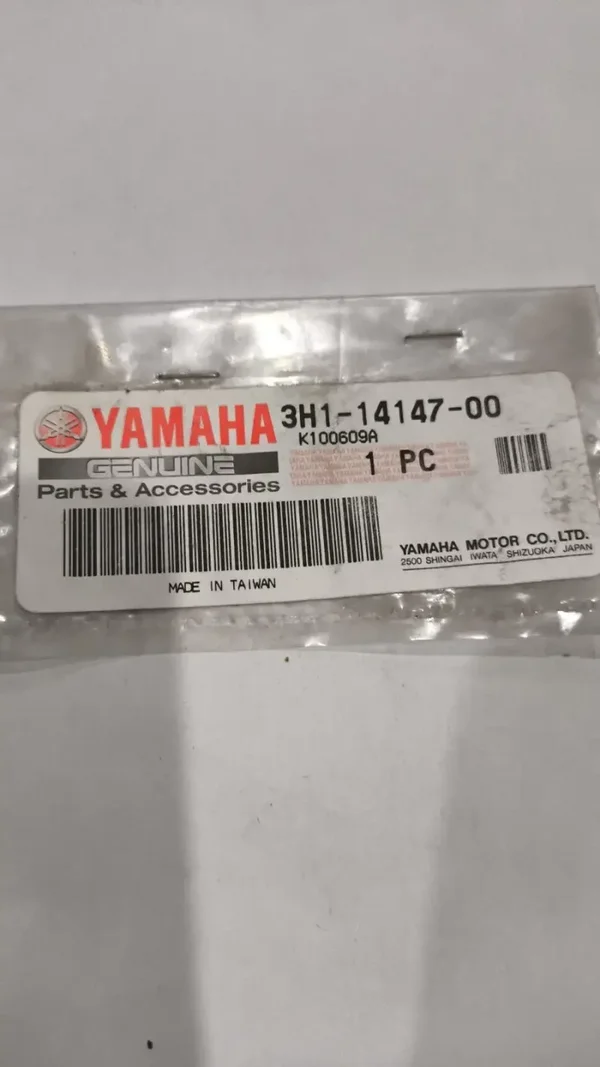 YAMAHA
3H1-14147-00
K100609A
GENUINE
1 PC
Parts & Accessories
YAMAHA MOTOR CO.,LTD.
2500 SHINGAI IWATA SHIZUOKA JAPAN
MADE IN TAIWAN